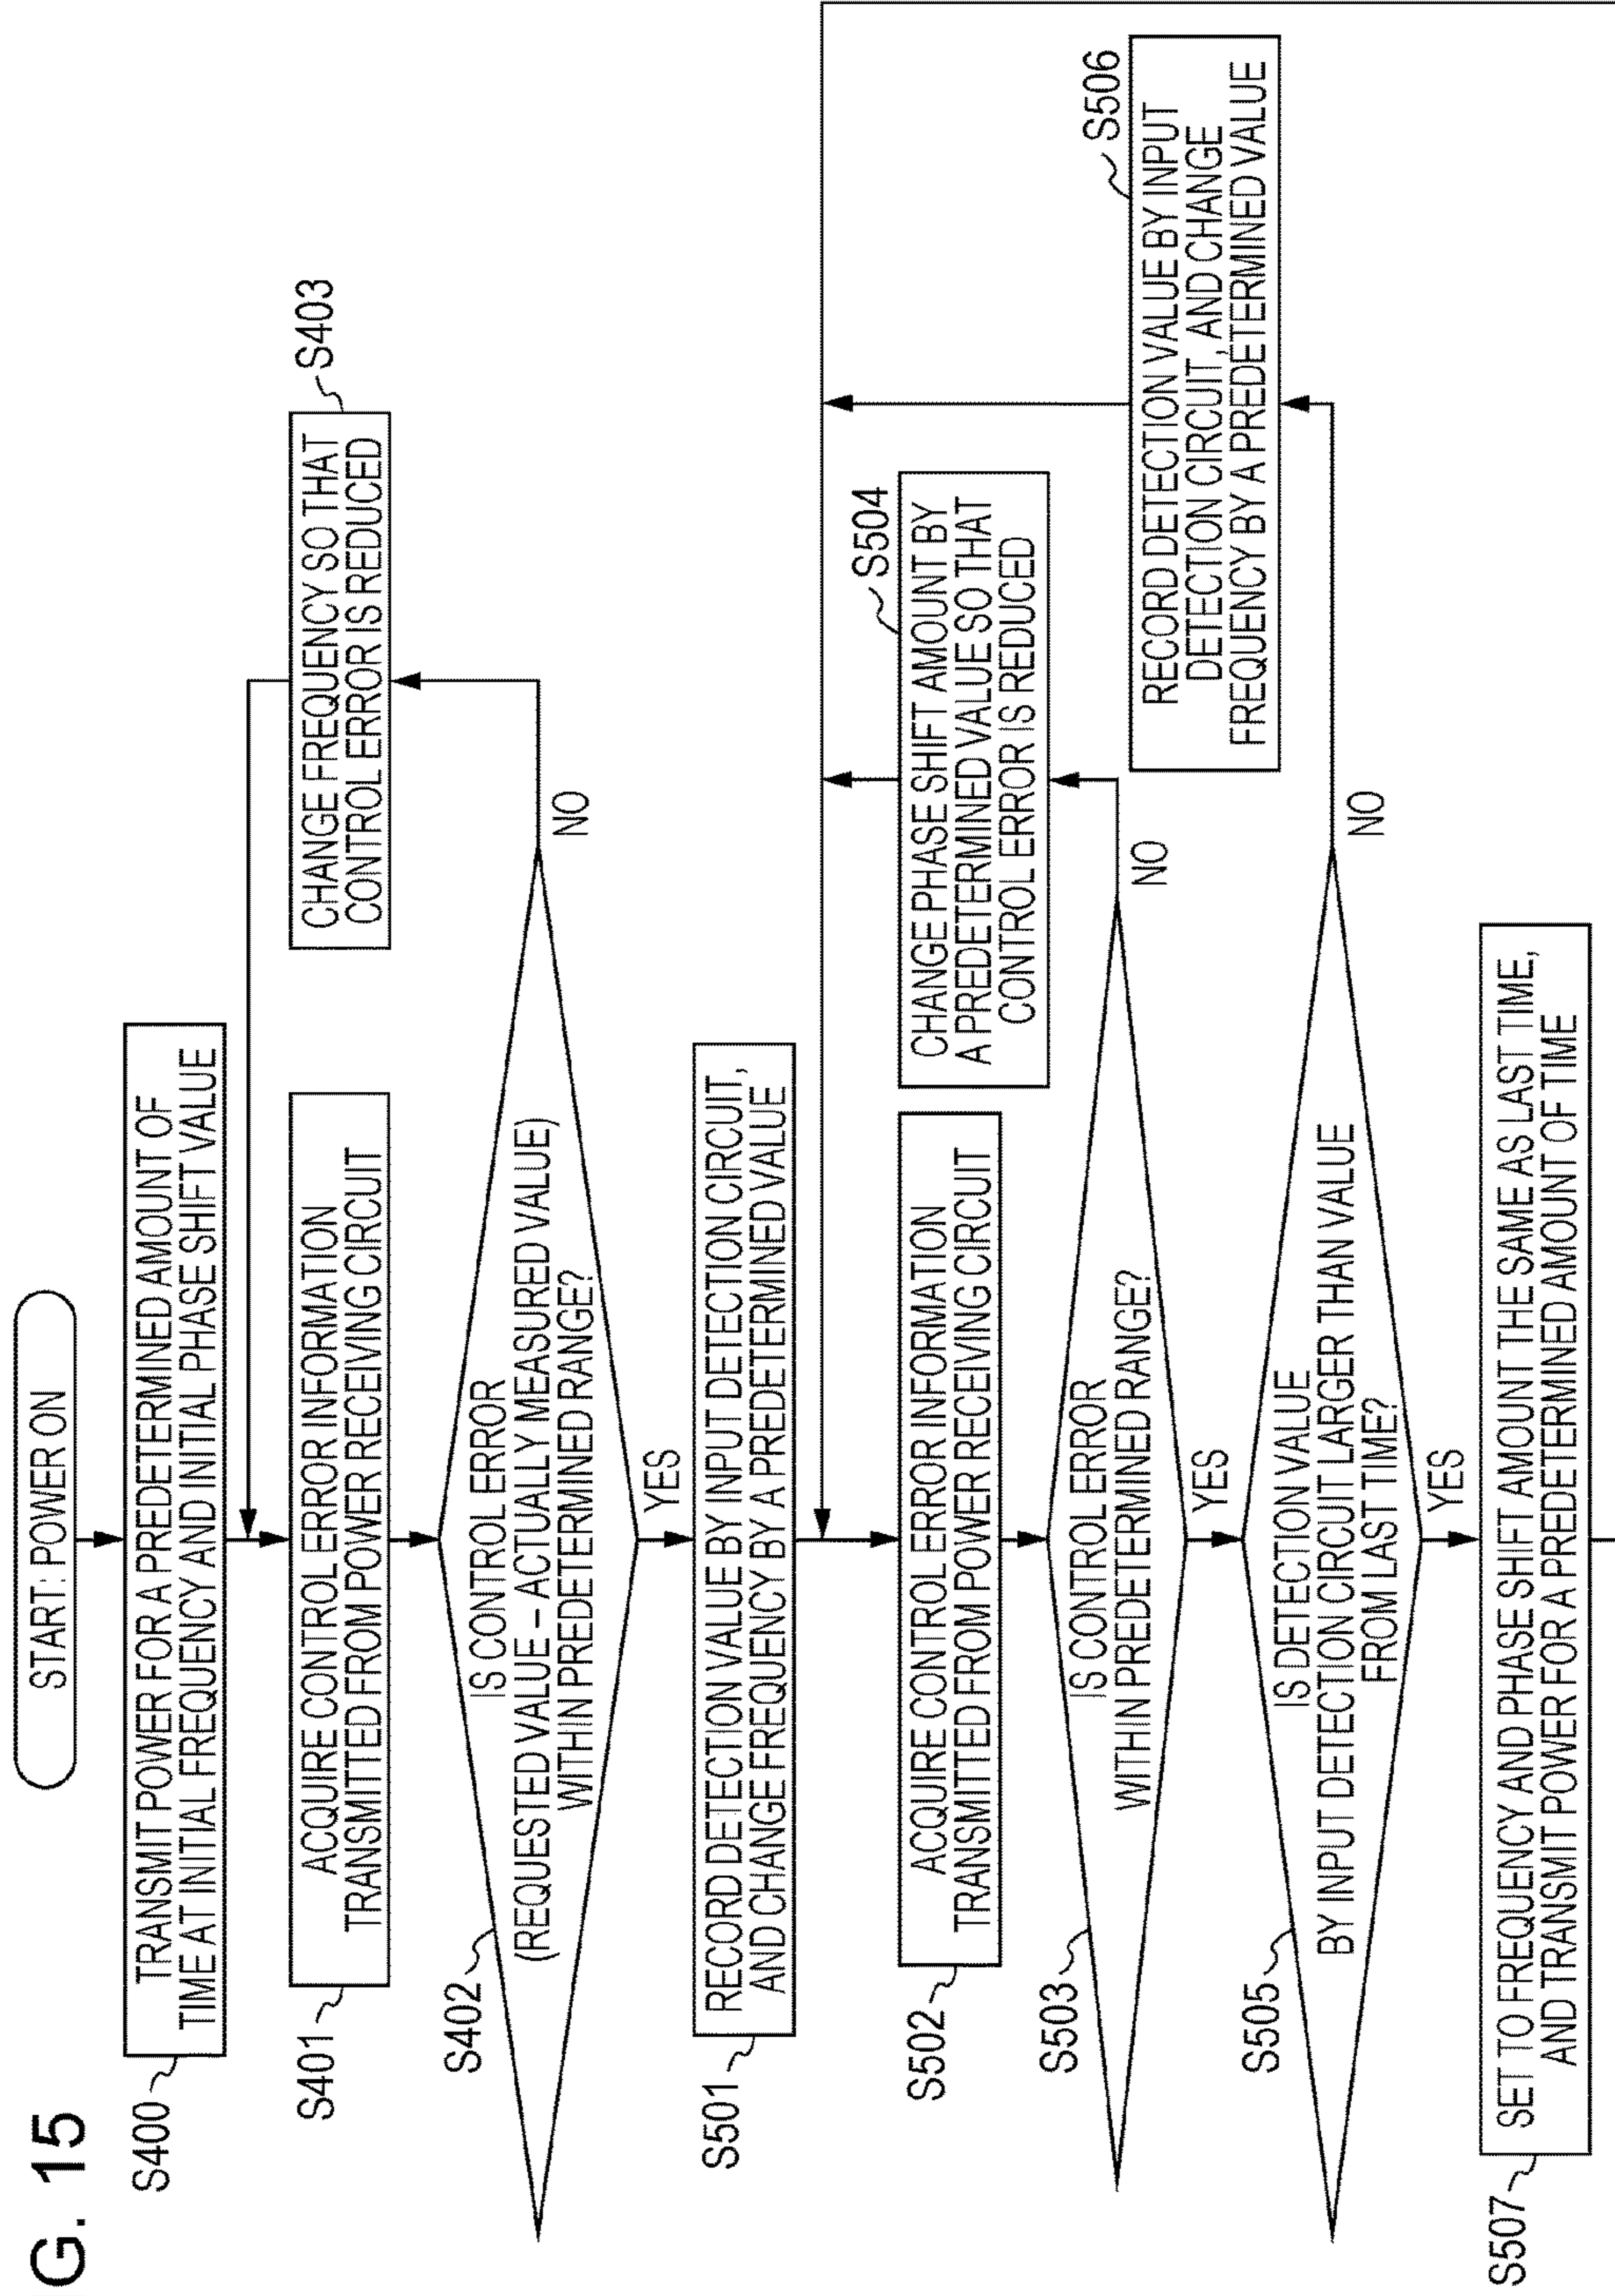 G. 15
START: POWER ON
S400
TRANSMIT POWER FOR A PREDETERMINED AMOUNT OF
TIME AT INITIAL FREQUENCY AND INITIAL PHASE SHIFT VALUE
S401
ACQUIRE CONTROL ERROR INFORMATION
TRANSMITTED FROM POWER RECEIVING CIRCUIT
S403
CHANGE FREQUENCY SO THAT
CONTROL ERROR IS REDUCED
S402
IS CONTROL ERROR
(REQUESTED VALUE – ACTUALLY MEASURED VALUE)
WITHIN PREDETERMINED RANGE?
NO
YES
S501
RECORD DETECTION VALUE BY INPUT DETECTION CIRCUIT,
AND CHANGE FREQUENCY BY A PREDETERMINED VALUE
S502
ACQUIRE CONTROL ERROR INFORMATION
TRANSMITTED FROM POWER RECEIVING CIRCUIT
S504
CHANGE PHASE SHIFT AMOUNT BY
A PREDETERMINED VALUE SO THAT
CONTROL ERROR IS REDUCED
S503
IS CONTROL ERROR
WITHIN PREDETERMINED RANGE?
NO
YES
S506
RECORD DETECTION VALUE BY INPUT
DETECTION CIRCUIT, AND CHANGE
FREQUENCY BY A PREDETERMINED VALUE
S505
IS DETECTION VALUE
BY INPUT DETECTION CIRCUIT LARGER THAN VALUE
FROM LAST TIME?
NO
YES
S507
SET TO FREQUENCY AND PHASE SHIFT AMOUNT THE SAME AS LAST TIME,
AND TRANSMIT POWER FOR A PREDETERMINED AMOUNT OF TIME